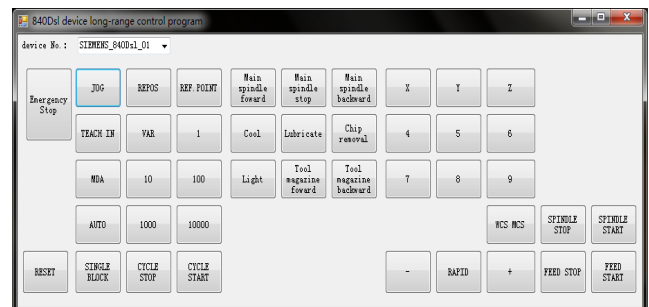 840Dsl device long-range control program
device No.: SIEMENS_840Dsl_01
Emergency
Stop
JOG
REPOS
REF. POINT
Main
spindle
foward
Main
spindle
stop
Main
spindle
backward
X
Y
Z
TEACH IN
VAR
1
Cool
Lubricate
Chip
removal
4
5
6
MDA
10
100
Light
Tool
magazine
foward
Tool
magazine
backward
7
8
9
AUTO
1000
10000
WCS MCS
SPINDLE
STOP
SPINDLE
START
RESET
SINGLE
BLOCK
CYCLE
STOP
CYCLE
START
-
RAPID
+
FEED STOP
FEED
START